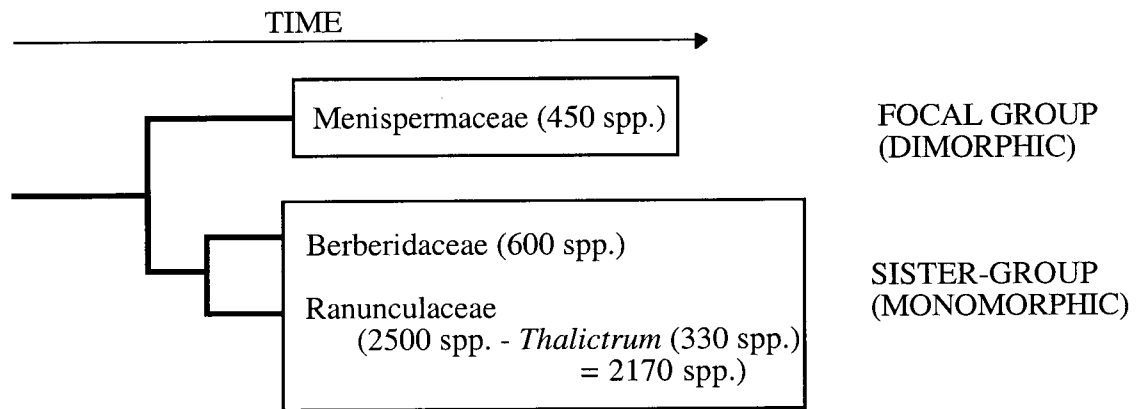 TIME
Menispermaceae (450 spp.)
FOCAL GROUP
(DIMORPHIC)
Berberidaceae (600 spp.)
Ranunculaceae
(2500 spp. - Thalictrum (330 spp.)
= 2170 spp.)
SISTER-GROUP
(MONOMORPHIC)